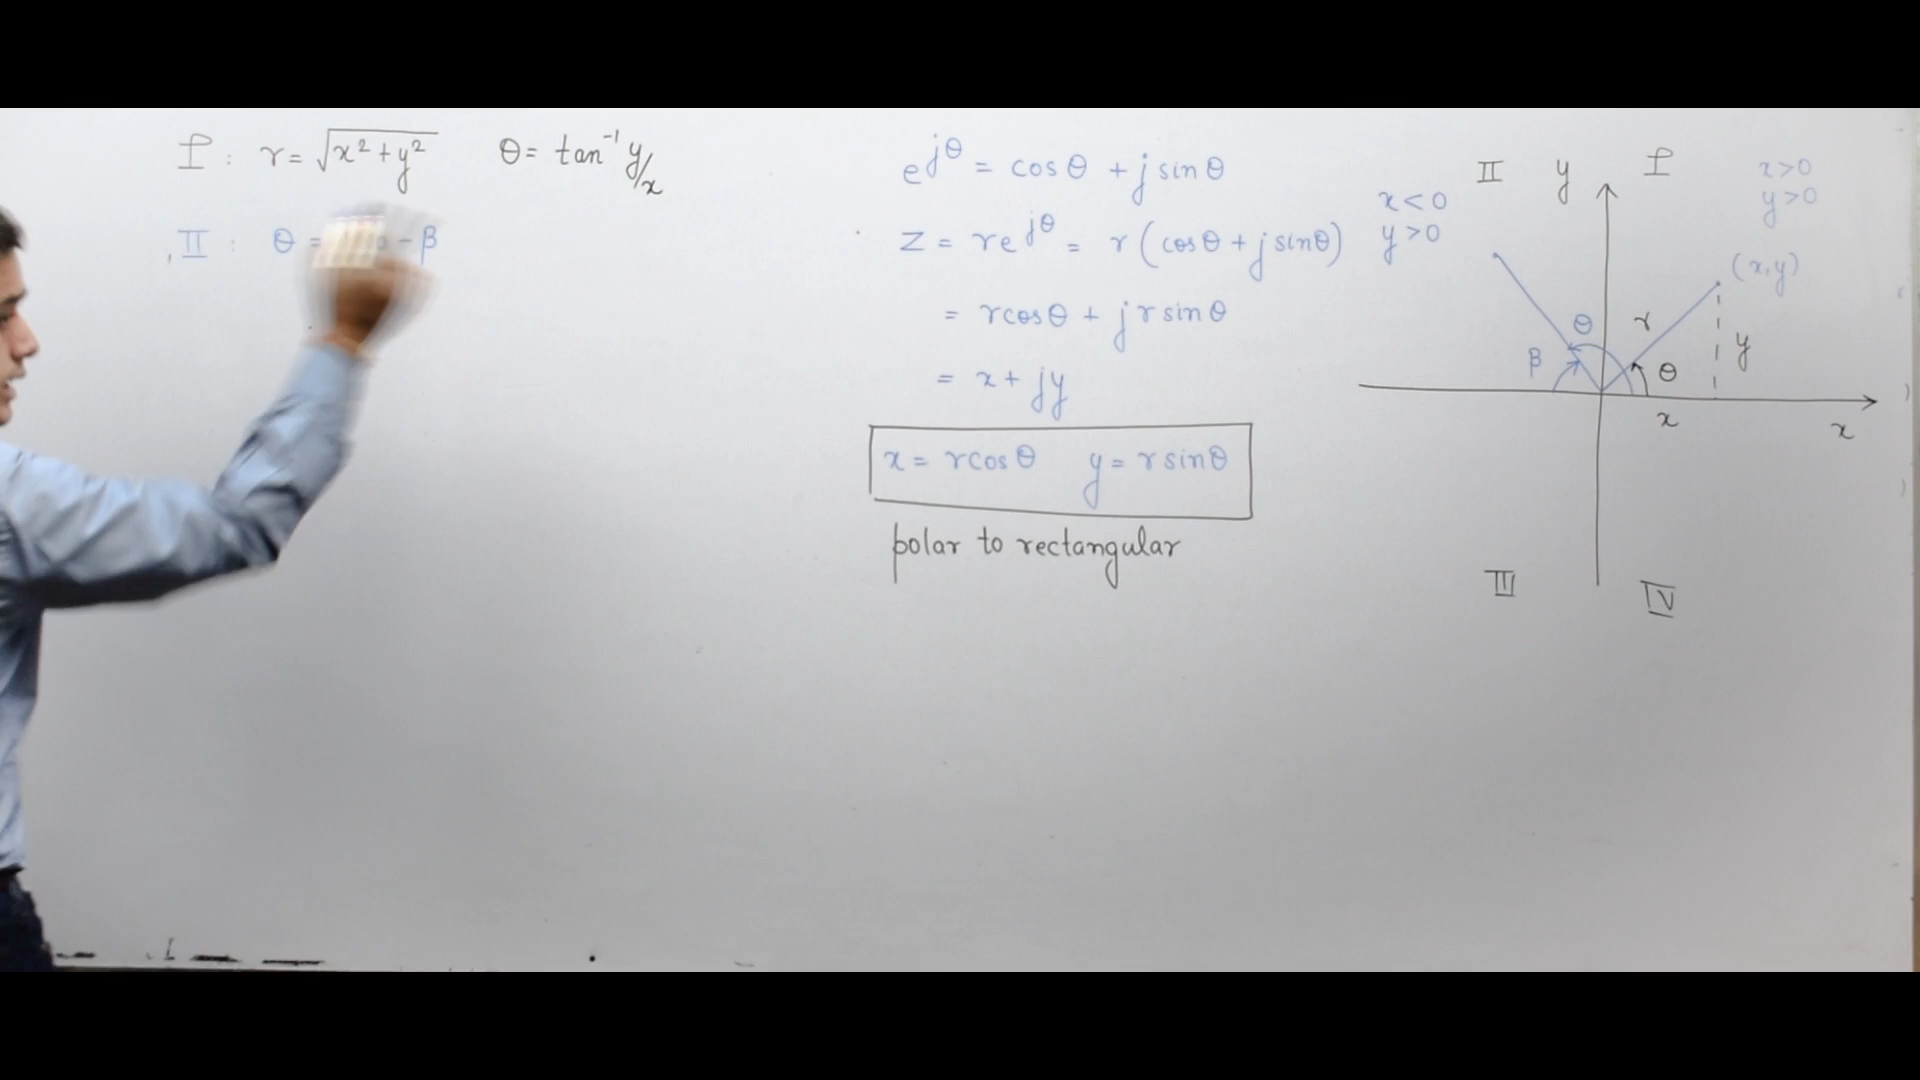 I : r = √x² + y² θ = tan⁻¹ y/x
II : θ = - β
e^jθ = cos θ + j sin θ
z = re^jθ = r (cos θ + j sin θ)
= r cos θ + j r sin θ
= x + jy
x = r cos θ y = r sin θ
polar to rectangular
II y I
x < 0
y > 0
x > 0
y > 0
(x, y)
θ r
β θ y
x x
III IV